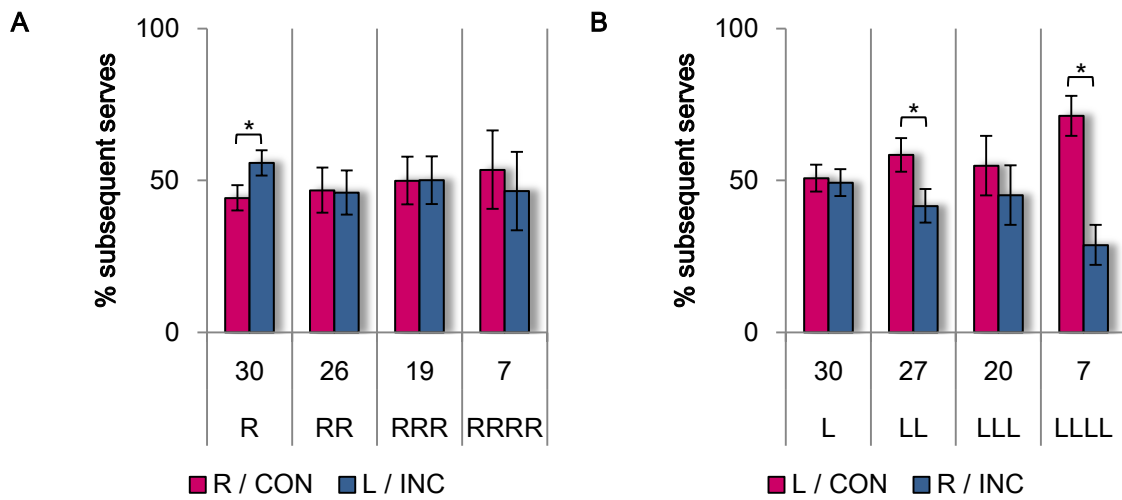 A
% subsequent serves
100
50
0
*
30 26 19 7
R RR RRR RRRR
R / CON L / INC
B
% subsequent serves
100
50
0
*
*
30 27 20 7
L LL LLL LLLL
L / CON R / INC